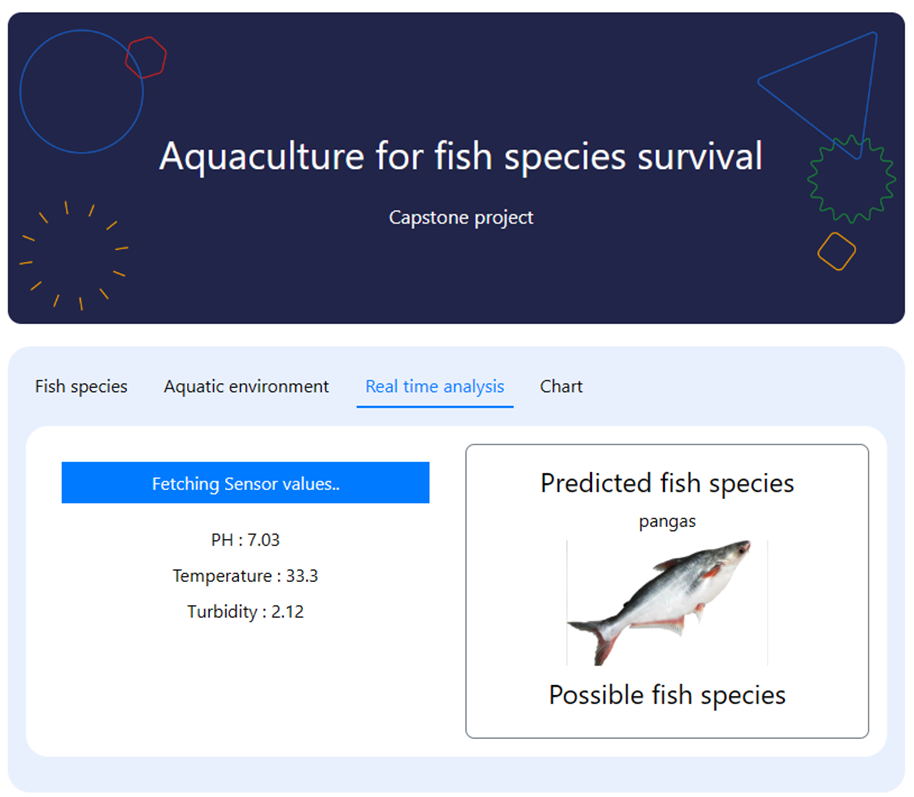 Aquaculture for fish species survival
Capstone project
Fish species
Aquatic environment
Real time analysis
Chart
Fetching Sensor values..
PH : 7.03
Temperature : 33.3
Turbidity : 2.12
Predicted fish species
pangas
Possible fish species